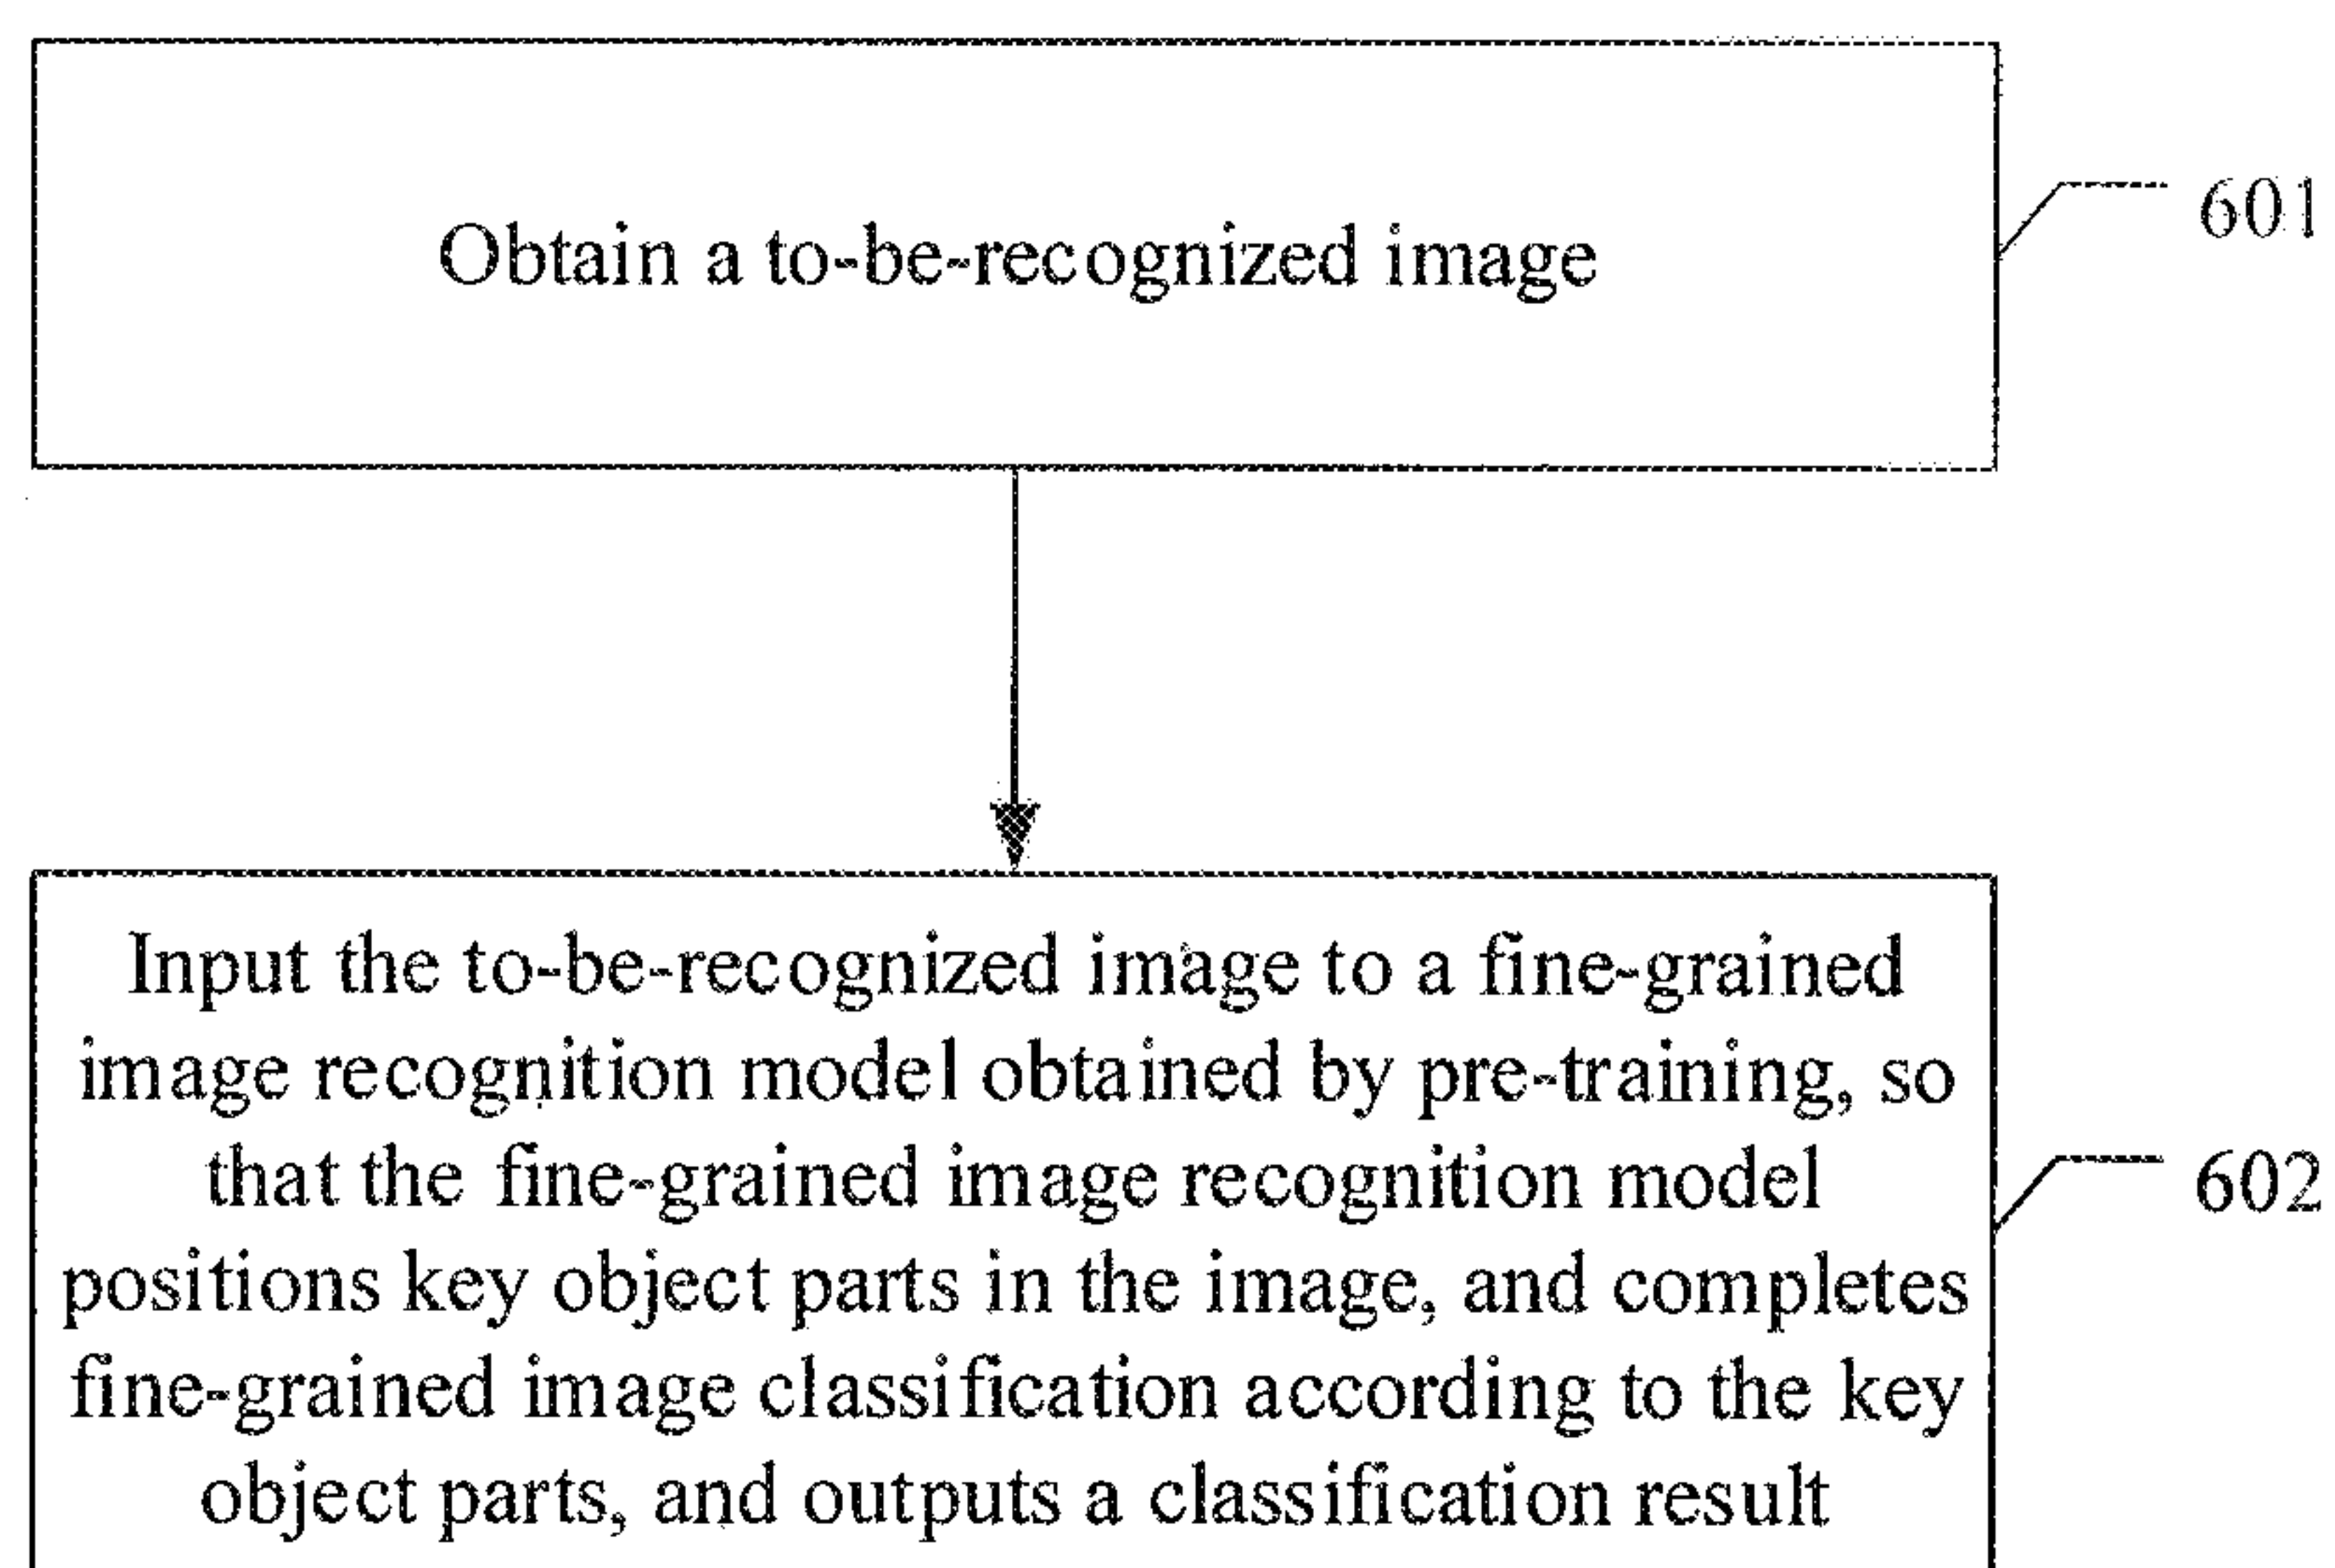 Obtain a to-be-recognized image
601
Input the to-be-recognized image to a fine-grained
image recognition model obtained by pre-training, so
that the fine-grained image recognition model
positions key object parts in the image, and completes
fine-grained image classification according to the key
object parts, and outputs a classification result
602